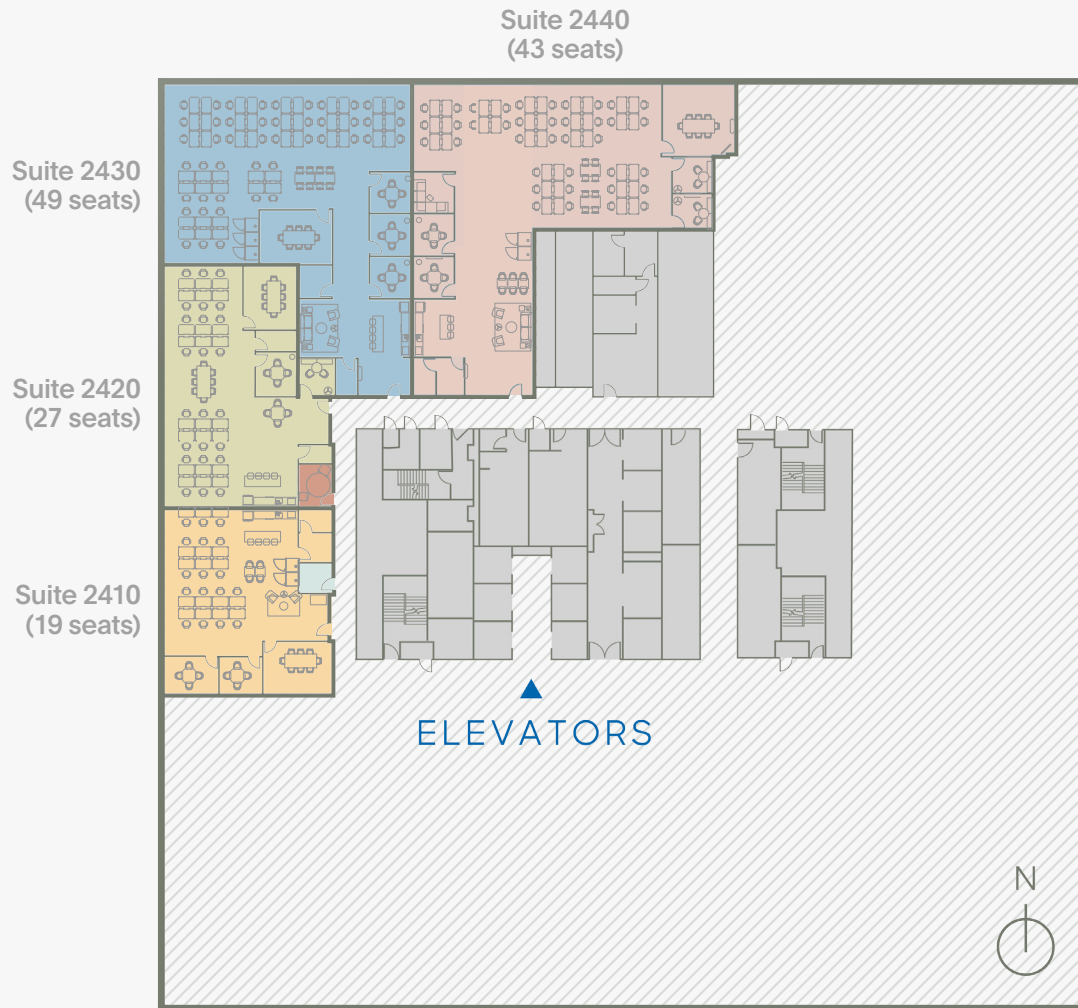 Suite 2440
(43 seats)
Suite 2430
(49 seats)
Suite 2420
(27 seats)
Suite 2410
(19 seats)
ELEVATORS
N